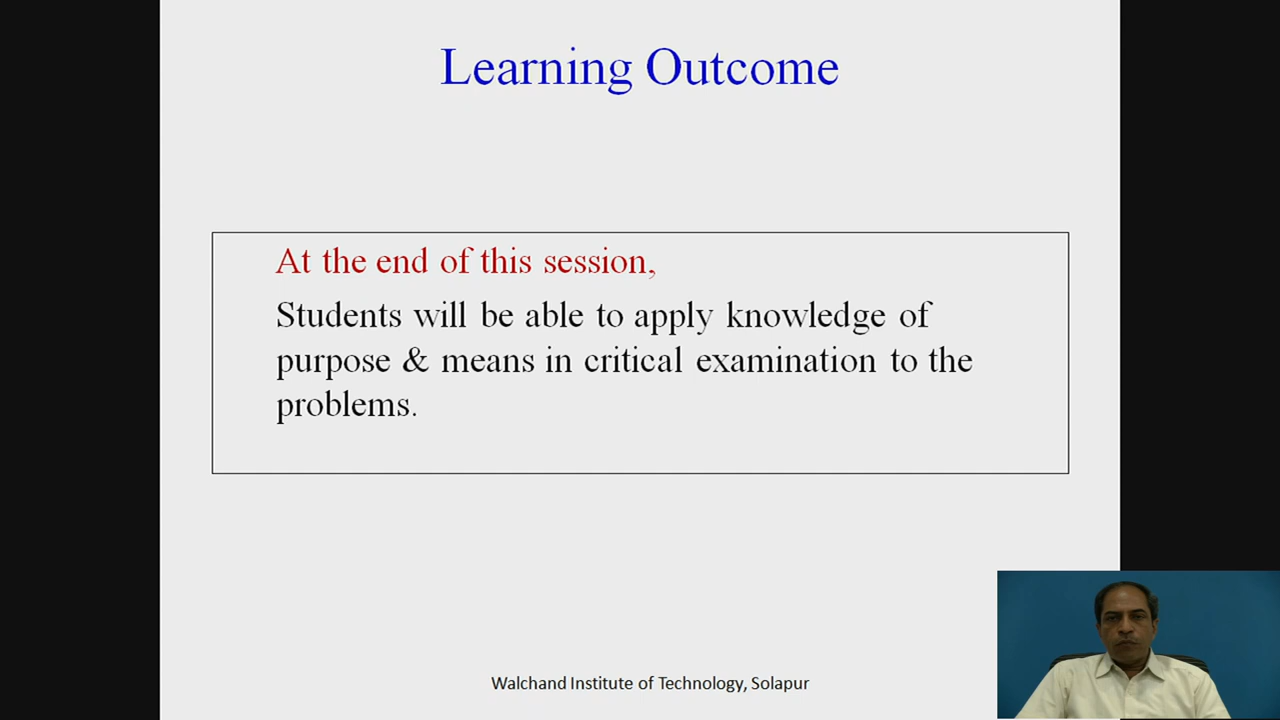 Learning Outcome
At the end of this session,
Students will be able to apply knowledge of
purpose & means in critical examination to the
problems.
Walchand Institute of Technology, Solapur